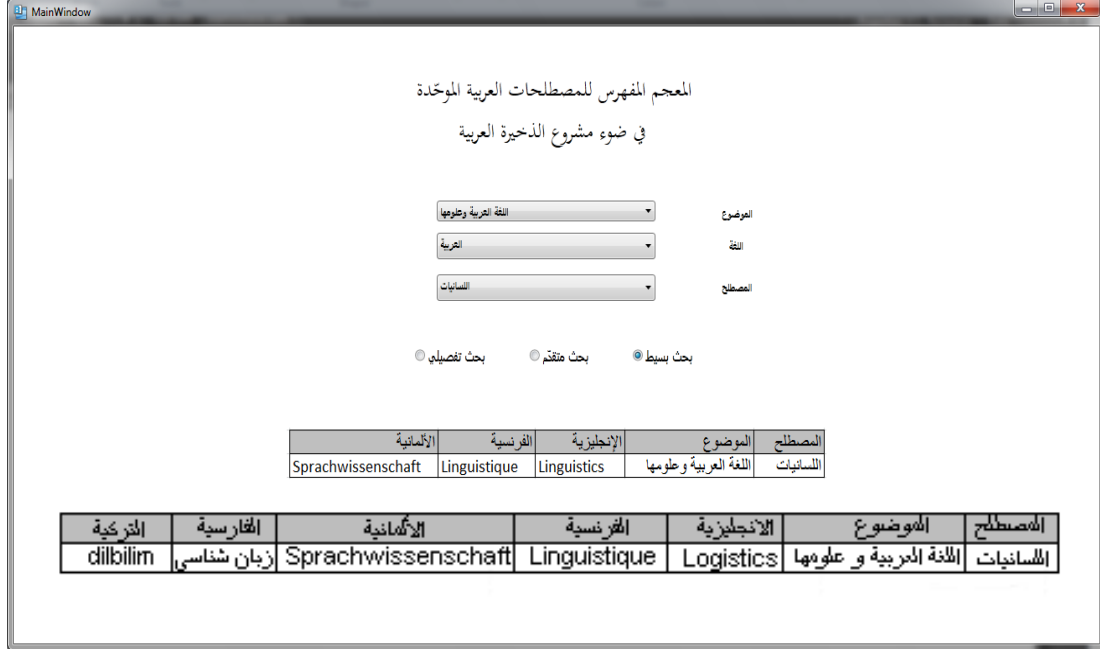 MainWindow
المعجم المفهرس للمصطلحات العربية الموحّدة
في ضوء مشروع الذخيرة العربية
الموضوع اللغة العربية وعلومها
اللغة العربية
المصطلح اللسانيات
بحث بسيط بحث متقدّم بحث تفصيلي
المصطلح الموضوع الإنجليزية الفرنسية الألمانية
اللسانيات اللغة العربية وعلومها Linguistics Linguistique Sprachwissenschaft
المصطلح الموضوع الانجليزية الفرنسية الألمانية الفارسية التركية
اللسانيات اللغة العربية و علومها Logistics Linguistique Sprachwissenschaft زبان شناسی dilbilim